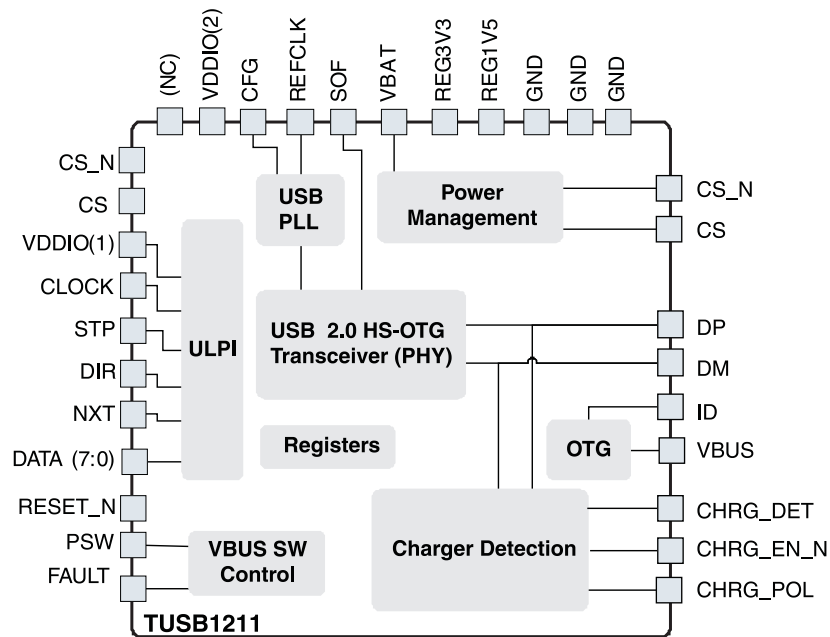 (NC)
VDDIO(2)
CFG
REFCLK
SOF
VBAT
REG3V3
REG1V5
GND
GND
GND
CS_N
CS
VDDIO(1)
CLOCK
STP
DIR
NXT
DATA (7:0)
RESET_N
PSW
FAULT
USB
PLL
Power
Management
ULPI
USB 2.0 HS-OTG
Transceiver (PHY)
Registers
OTG
VBUS SW
Control
Charger Detection
CS_N
CS
DP
DM
ID
VBUS
CHRG_DET
CHRG_EN_N
CHRG_POL
TUSB1211